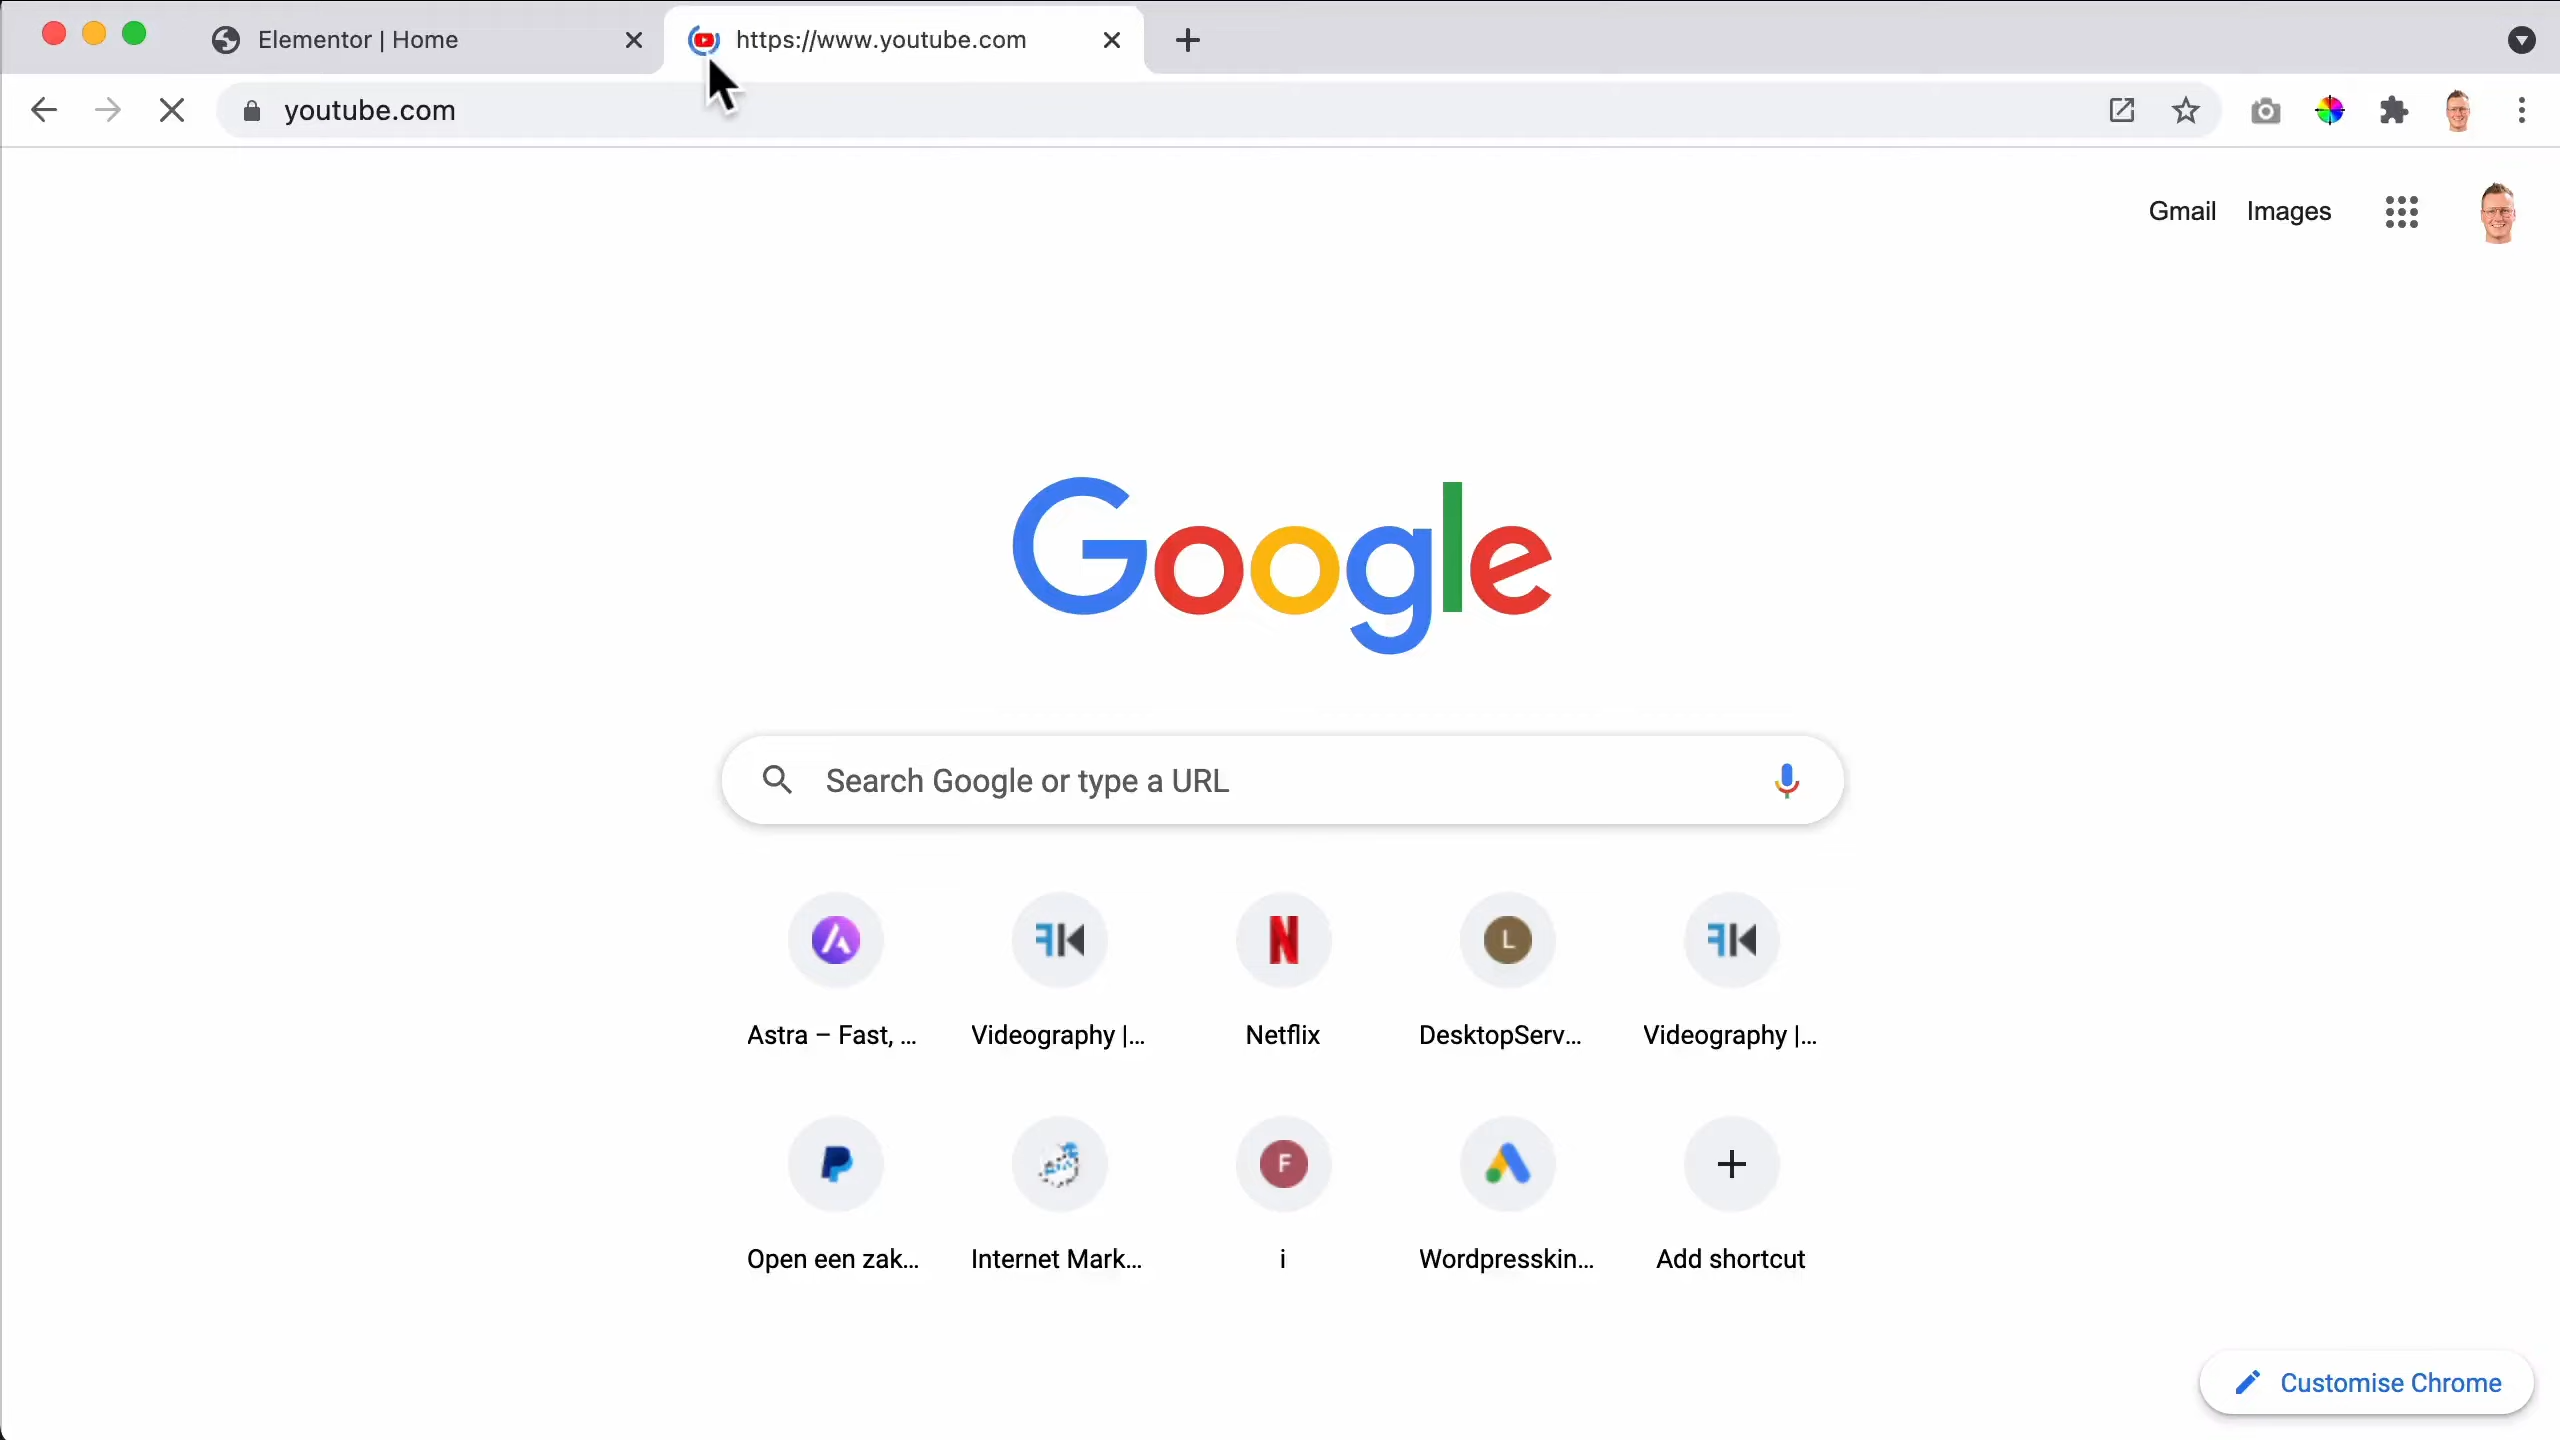 Elementor | Home
https://www.youtube.com
youtube.com
Gmail Images
Google
Search Google or type a URL
Astra – Fast, ...
Videography |...
Netflix
L
DesktopServ...
Videography |...
Open een zak...
Internet Mark...
F
i
Wordpresskin...
Add shortcut
Customise Chrome